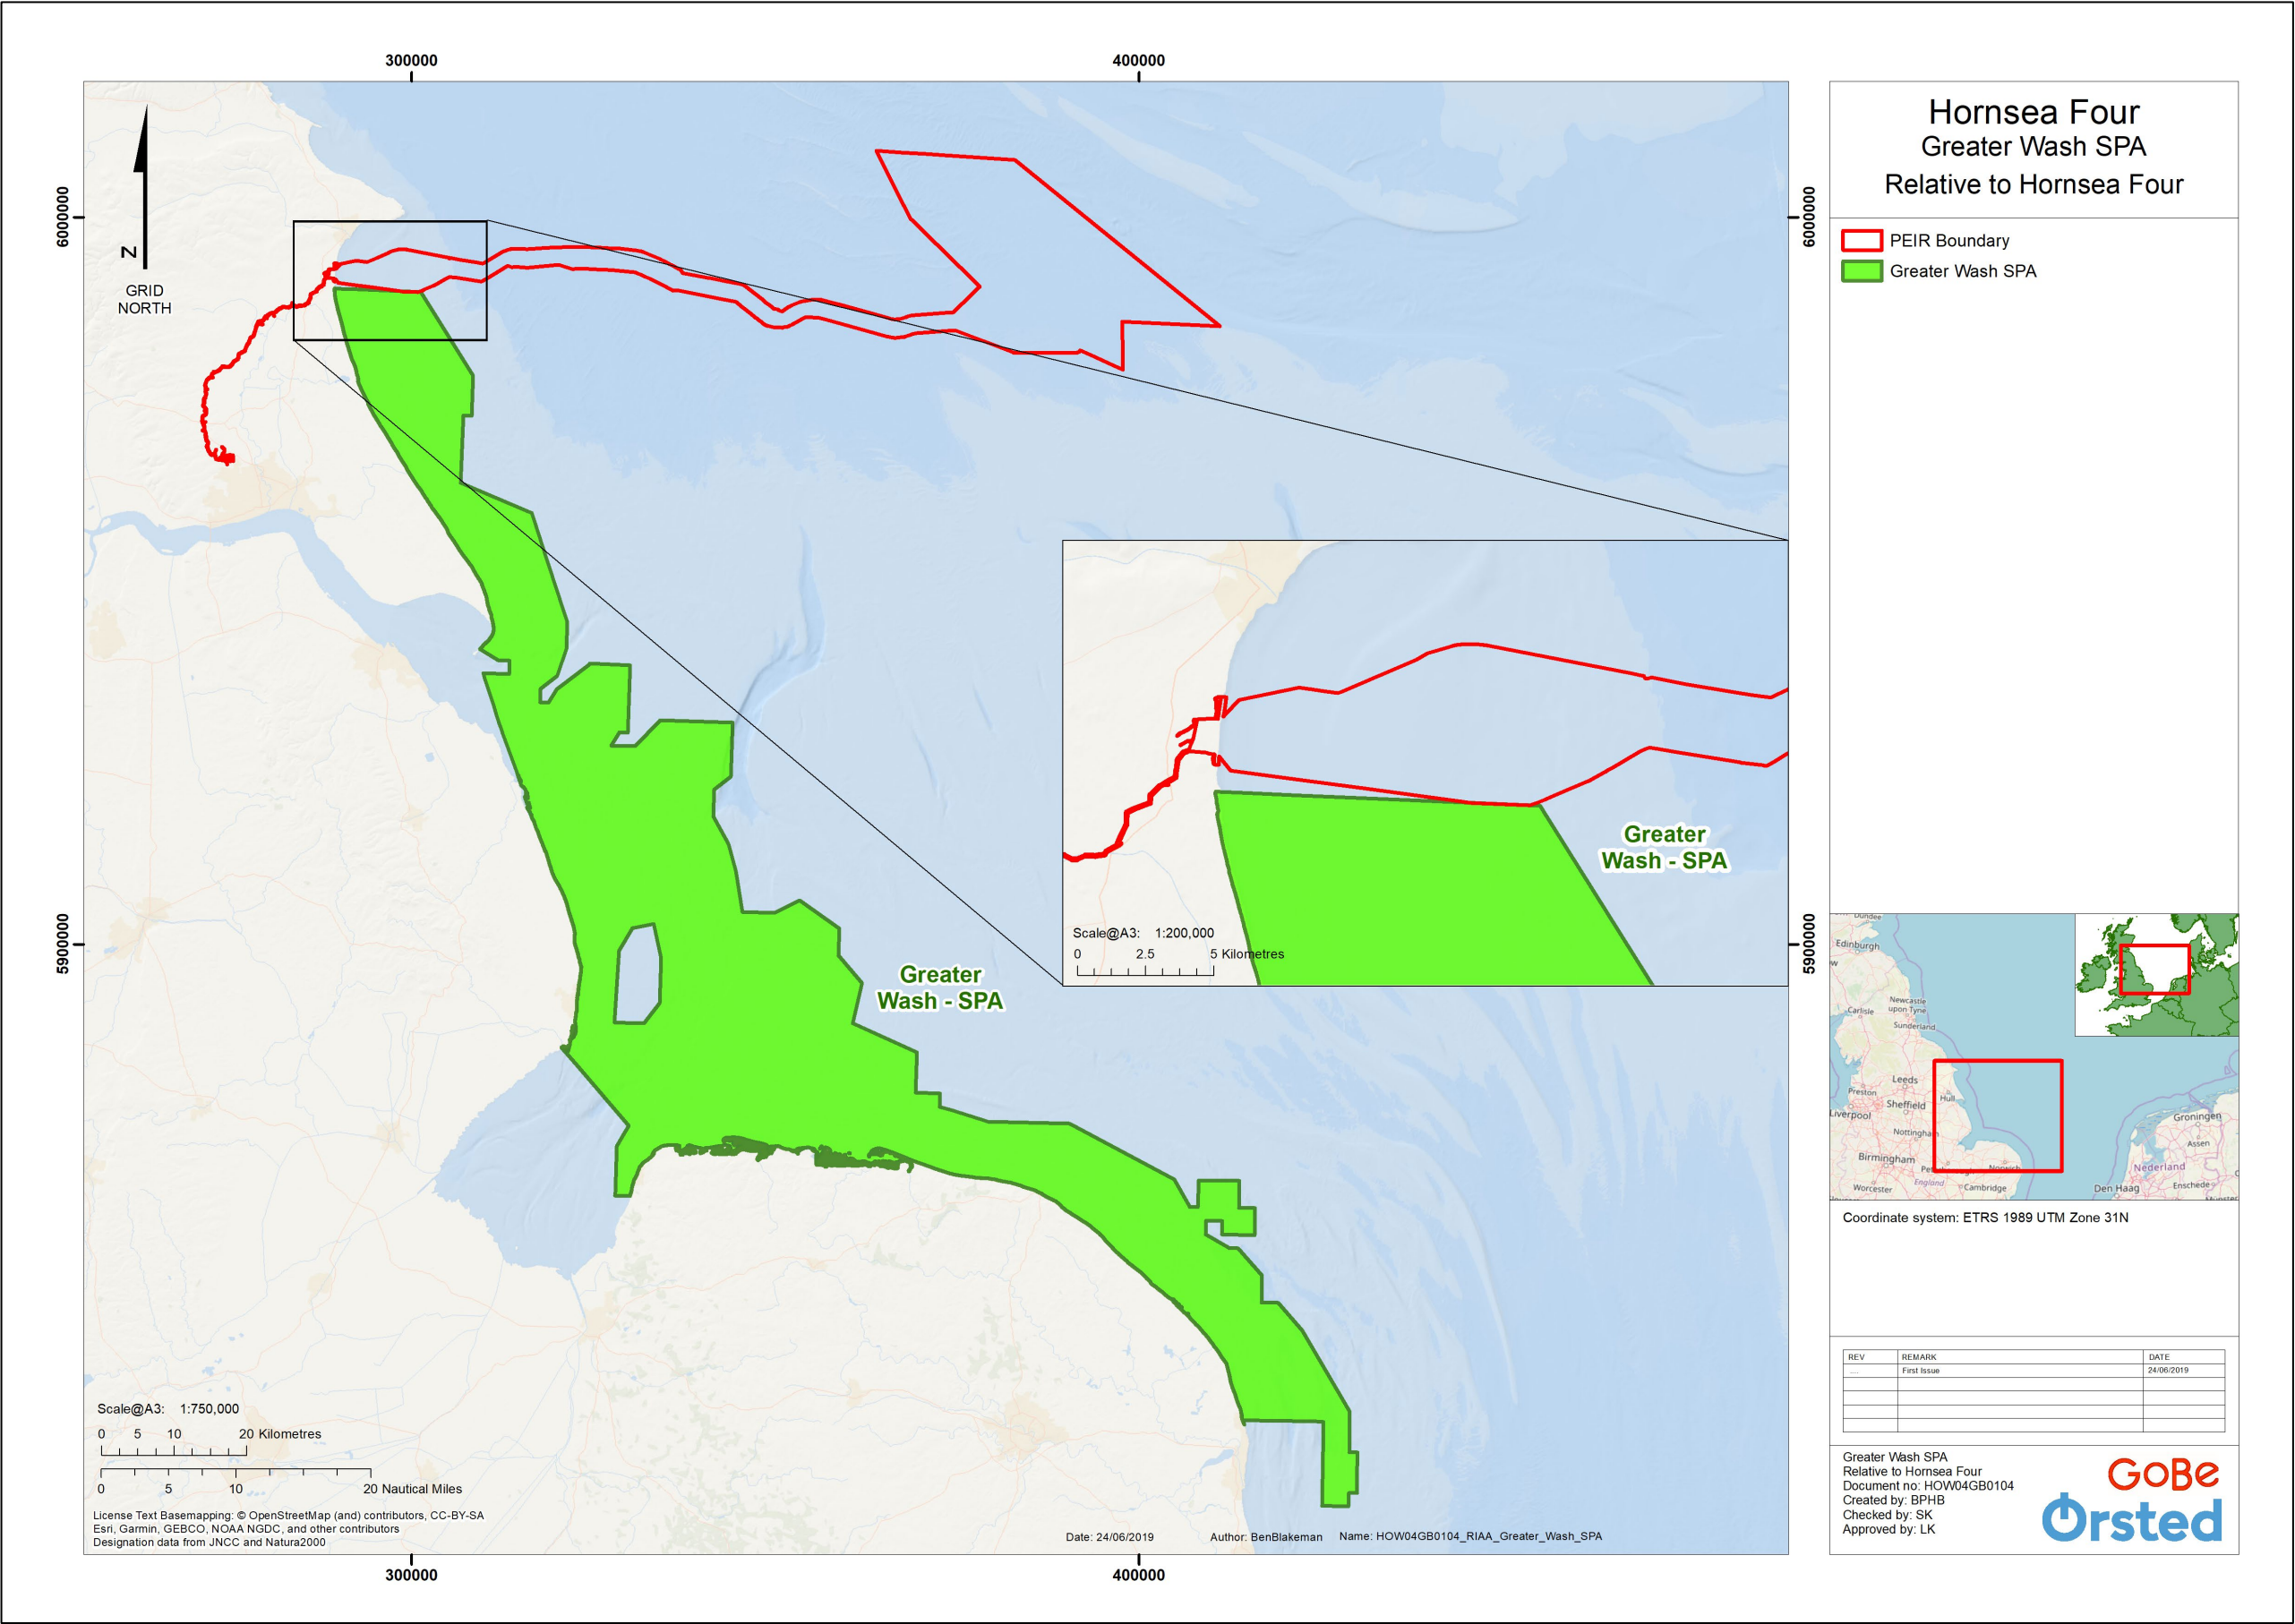 300000
400000
6000000
6000000
5900000
5900000
300000
400000
N
GRID
NORTH
Greater
Wash - SPA
Greater
Wash - SPA
Scale@A3: 1:200,000
0 2.5 5 Kilometres
Scale@A3: 1:750,000
0 5 10 20 Kilometres
0 5 10 20 Nautical Miles
License Text Basemapping: © OpenStreetMap (and) contributors, CC-BY-SA
Esri, Garmin, GEBCO, NOAA NGDC, and other contributors
Designation data from JNCC and Natura2000
Date: 24/06/2019 Author: BenBlakeman Name: HOW04GB0104_RIAA_Greater_Wash_SPA
Hornsea Four
Greater Wash SPA
Relative to Hornsea Four
PEIR Boundary
Greater Wash SPA
Dundee
Edinburgh
Newcastle
upon Tyne
Carlisle
Sunderland
Leeds
Preston
Hull
Sheffield
Liverpool
Nottingham
Groningen
Assen
Birmingham
Norwich
Nederland
England
Worcester
Cambridge
Den Haag
Enschede
Coordinate system: ETRS 1989 UTM Zone 31N
REV REMARK DATE
.... First Issue 24/06/2019
Greater Wash SPA
Relative to Hornsea Four
Document no: HOW04GB0104
Created by: BPHB
Checked by: SK
Approved by: LK
GoBe
Ørsted